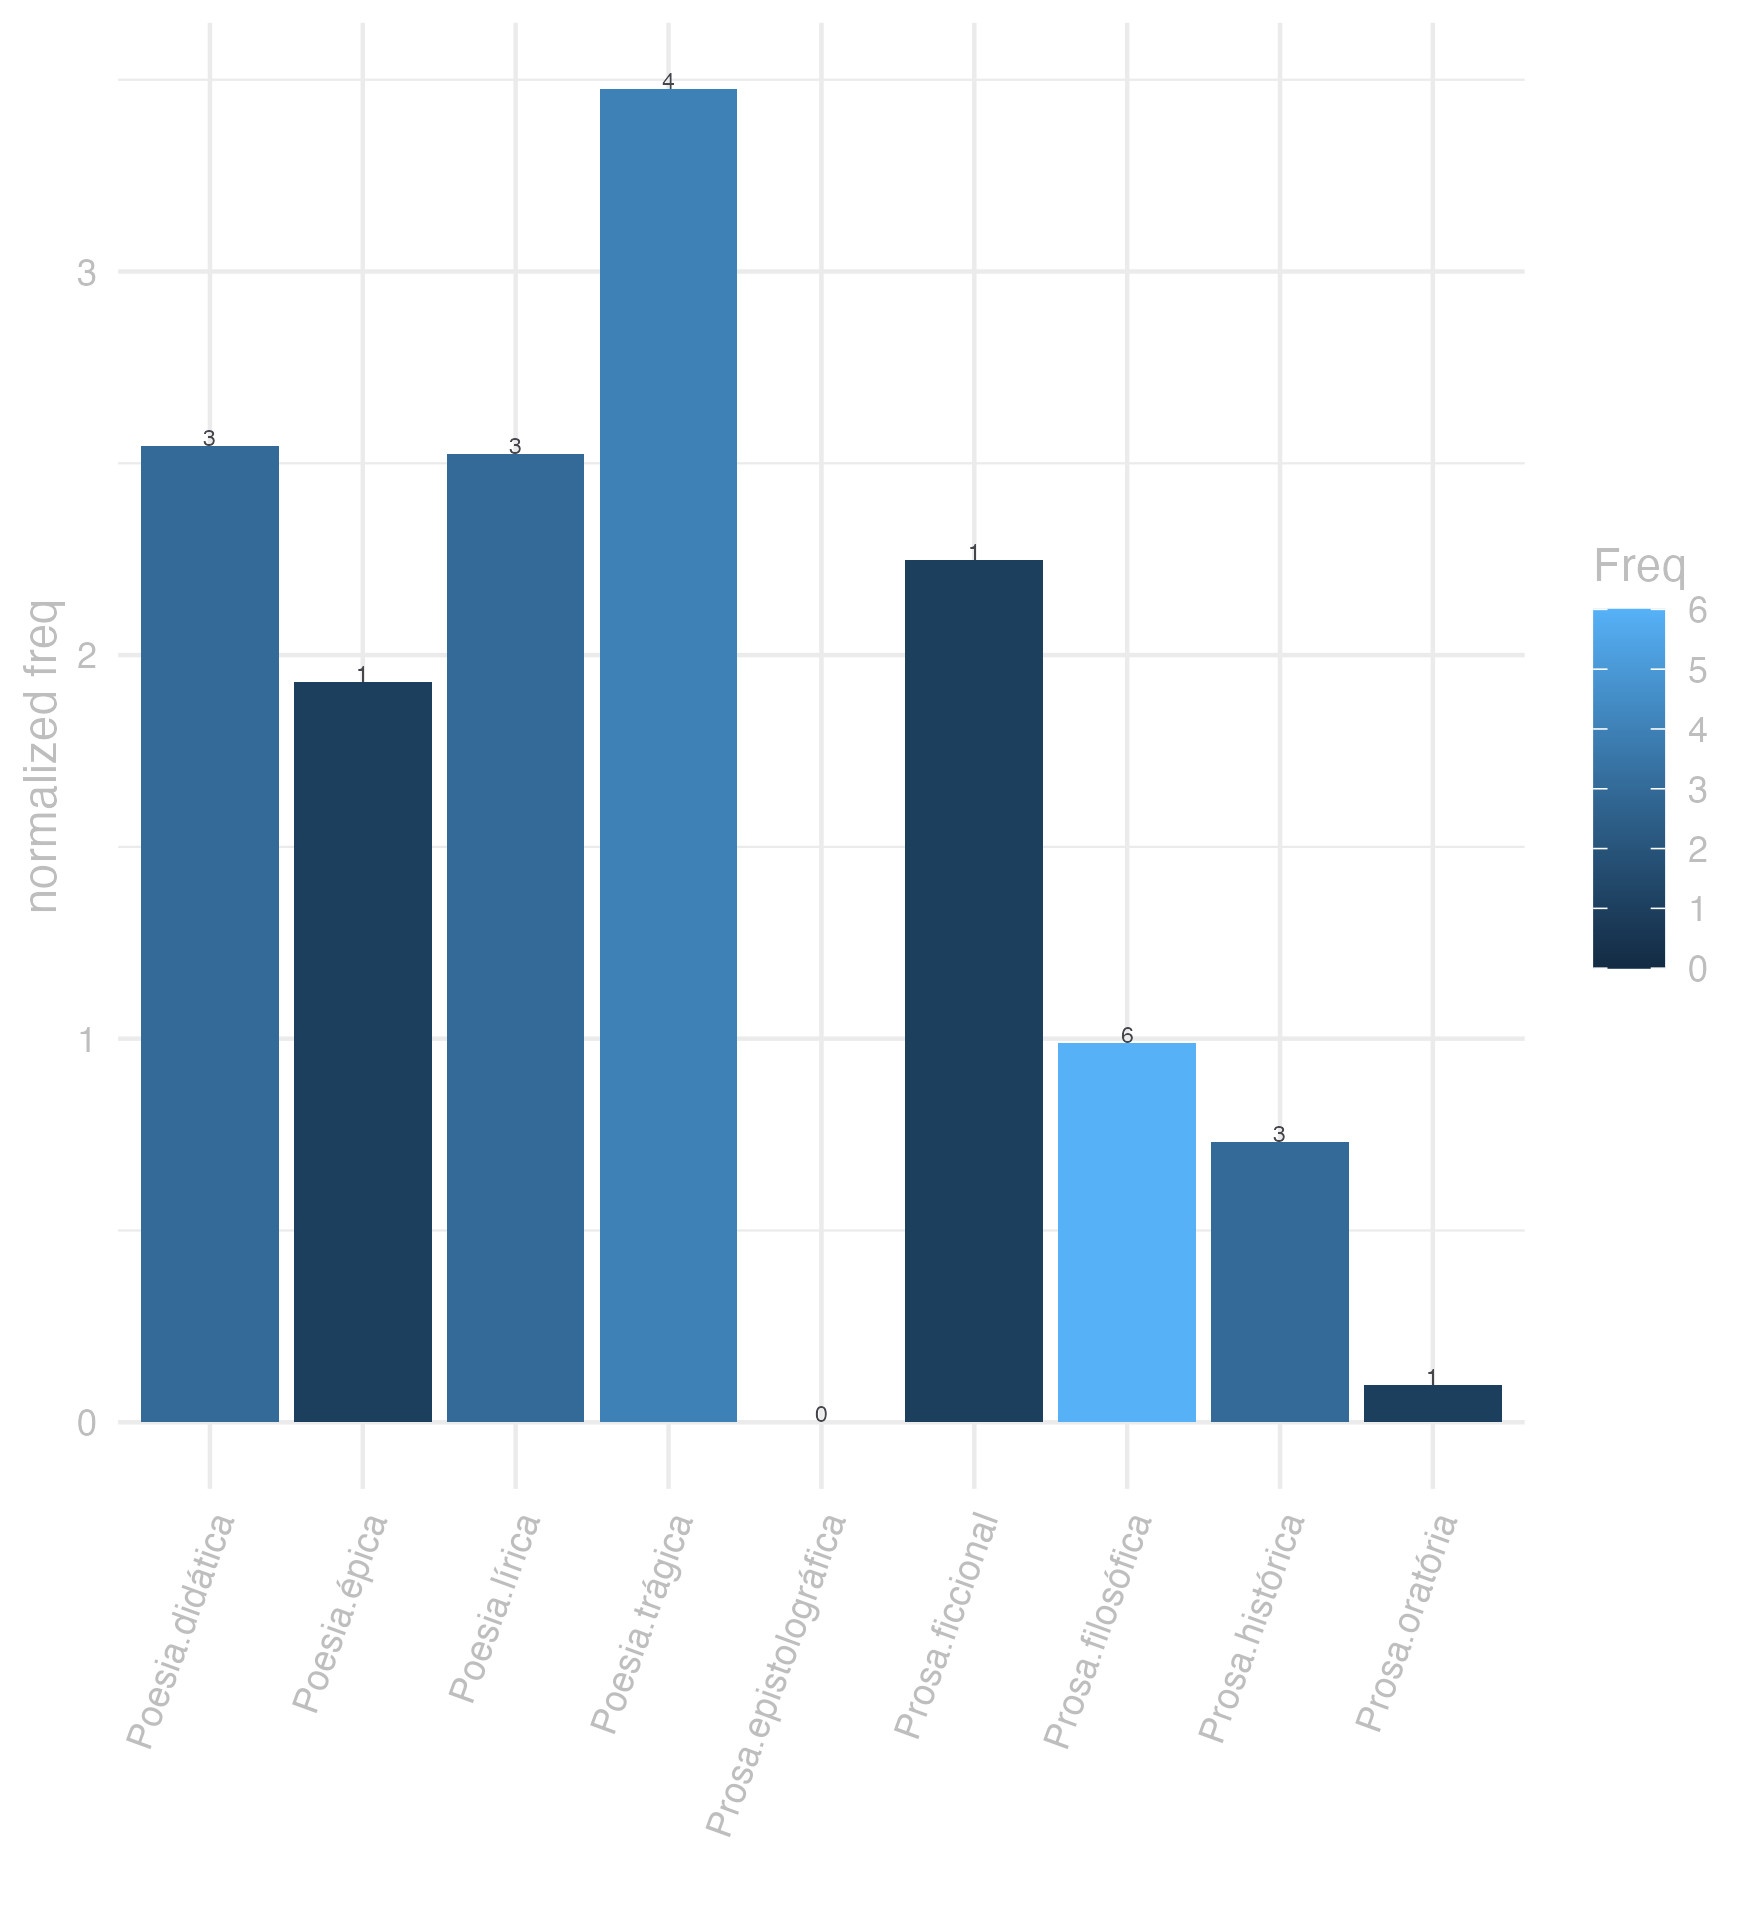 normalized freq
3
2
1
0
3
1
3
4
0
1
6
3
1
Poesia.didática
Poesia.épica
Poesia.lírica
Poesia.trágica
Prosa.epistolográfica
Prosa.ficcional
Prosa.filosófica
Prosa.histórica
Prosa.oratória
Freq
6
5
4
3
2
1
0